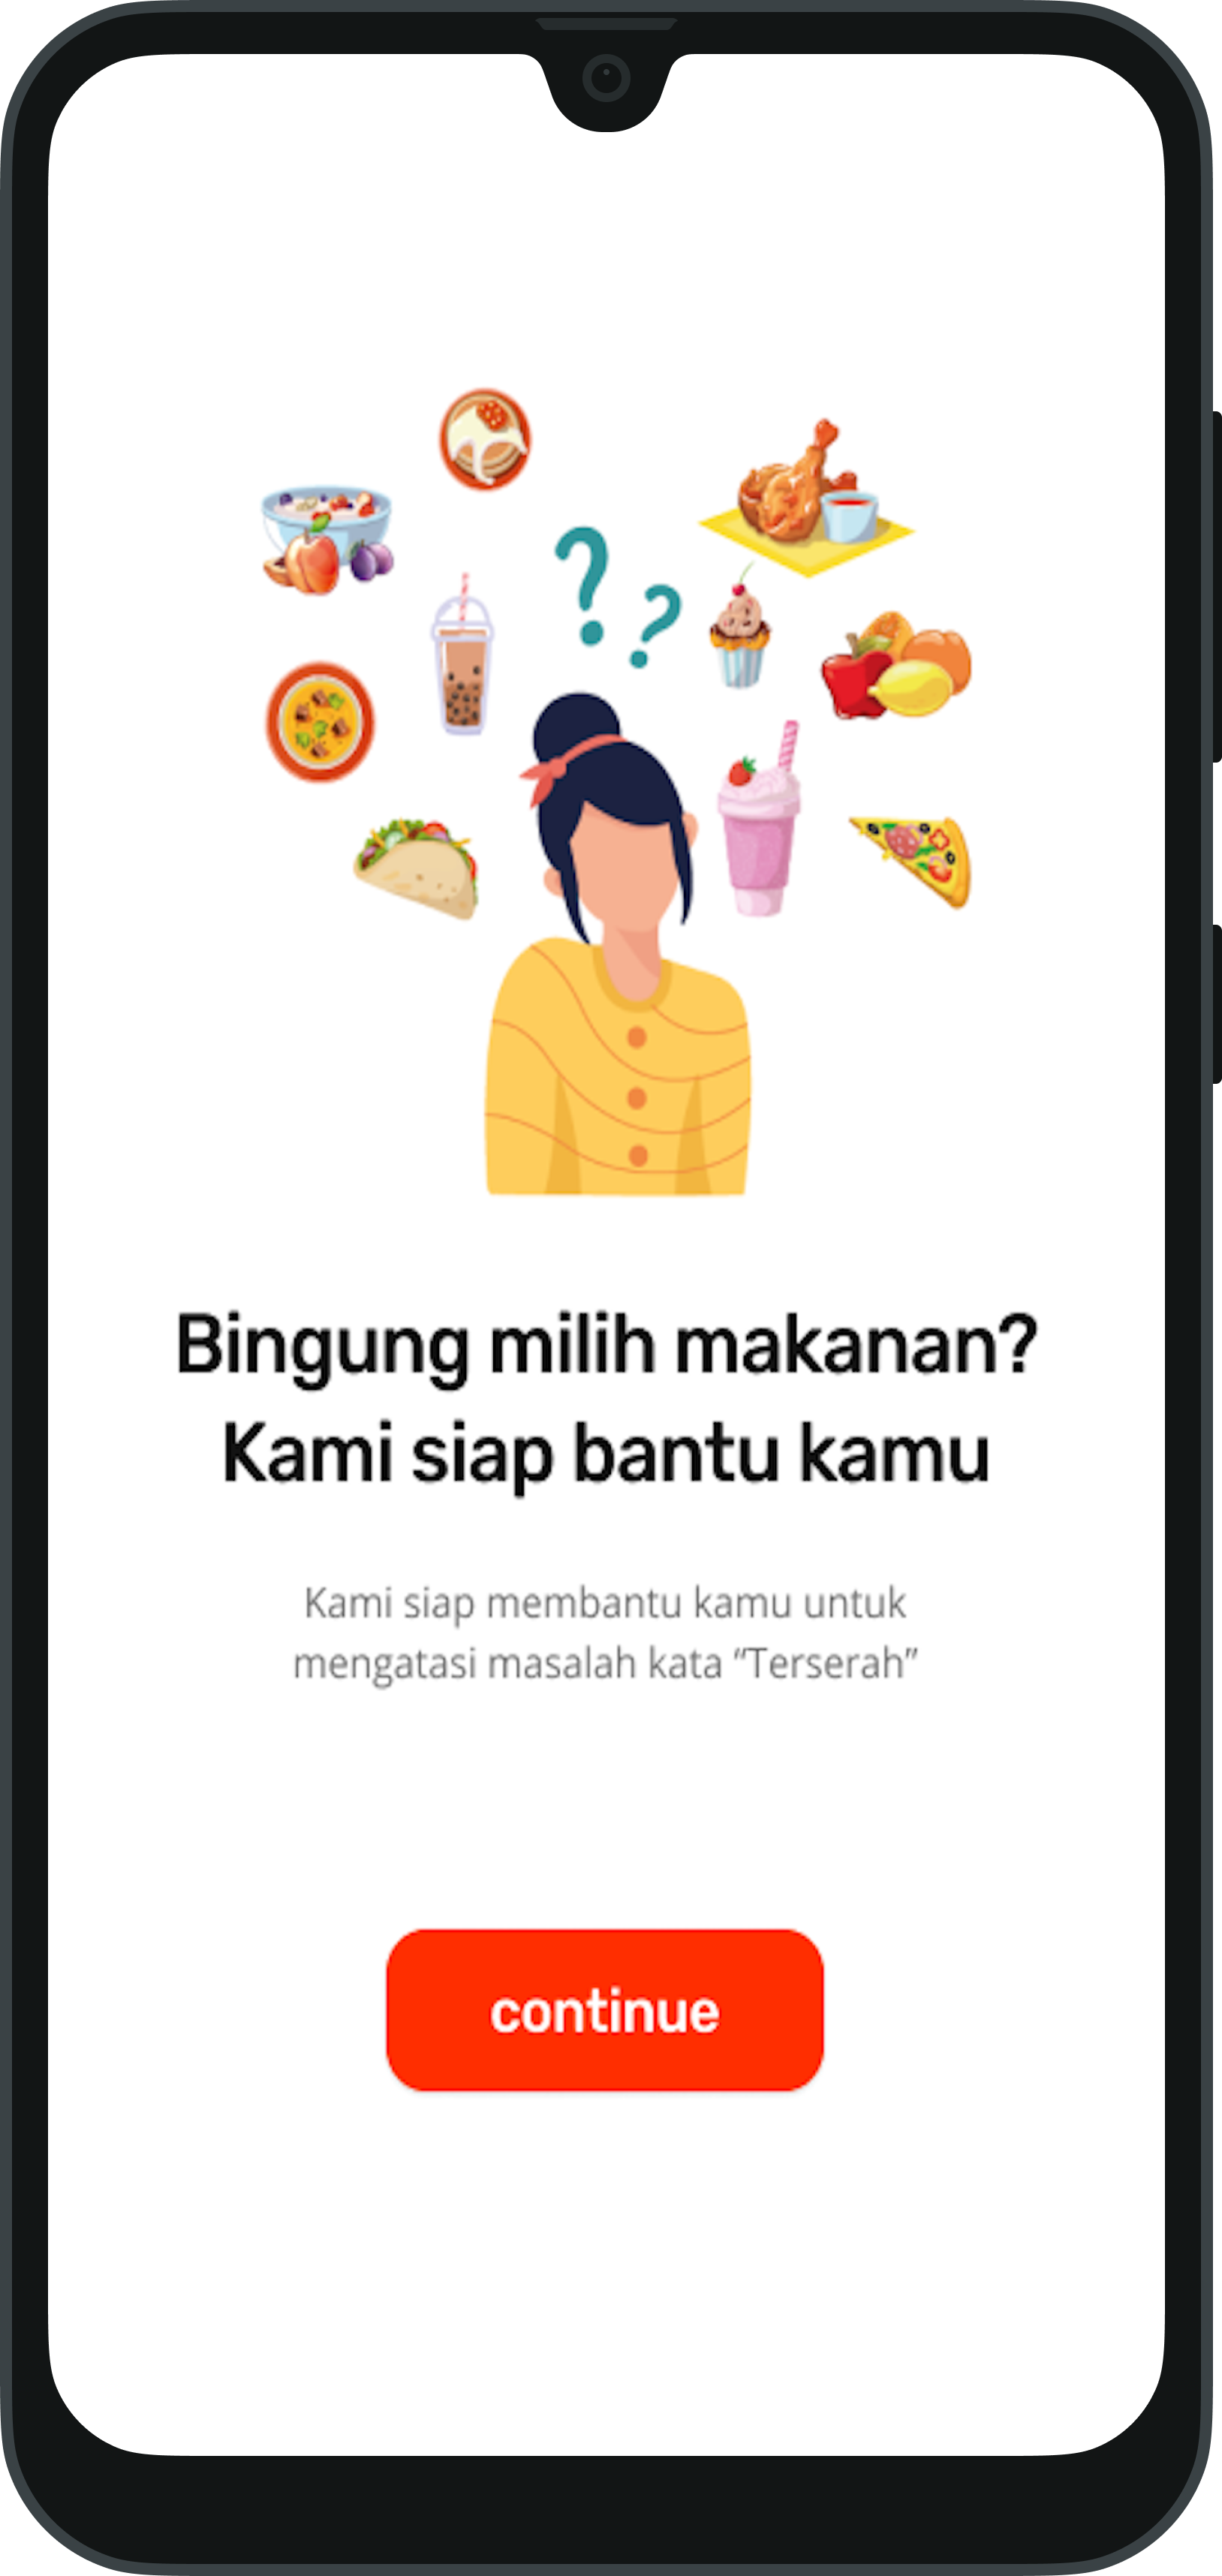 ??
Bingung milih makanan?
Kami siap bantu kamu
Kami siap membantu kamu untuk
mengatasi masalah kata “Terserah”
continue